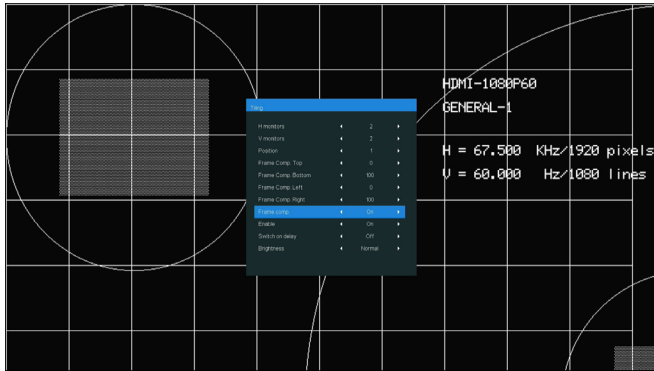 HDMI-1080P60
GENERAL-1
H = 67.500 KHz/1920 pixels
V = 60.000 Hz/1080 lines
Tiling
H monitors 2
V monitors 2
Position 1
Frame Comp. Top 0
Frame Comp. Bottom 100
Frame Comp. Left 0
Frame Comp. Right 100
Frame comp. On
Enable On
Switch on delay Off
Brightness Normal